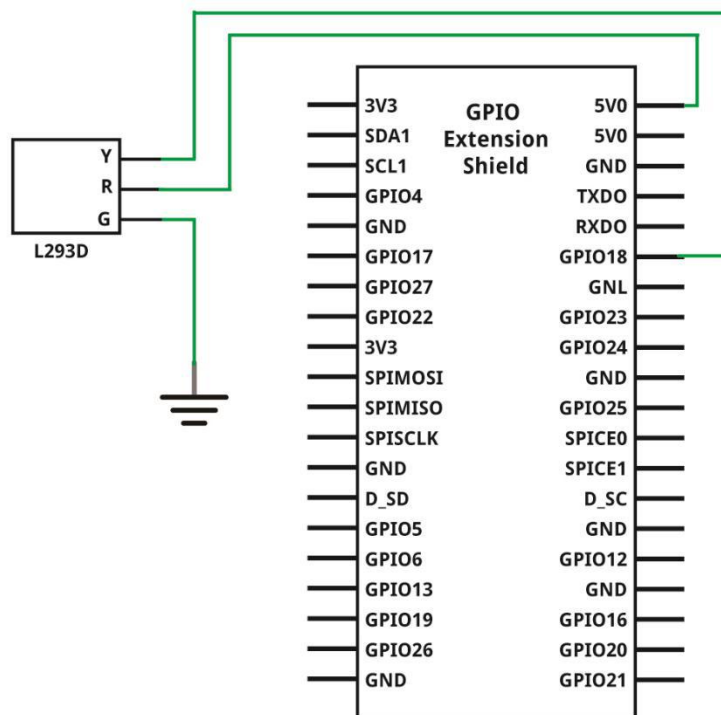 Y
R
G
L293D
GPIO
Extension
Shield
3V3
SDA1
SCL1
GPIO4
GND
GPIO17
GPIO27
GPIO22
3V3
SPIMOSI
SPIMISO
SPISCLK
GND
D_SD
GPIO5
GPIO6
GPIO13
GPIO19
GPIO26
GND
5V0
5V0
GND
TXDO
RXDO
GPIO18
GNL
GPIO23
GPIO24
GND
GPIO25
SPICE0
SPICE1
D_SC
GND
GPIO12
GND
GPIO16
GPIO20
GPIO21